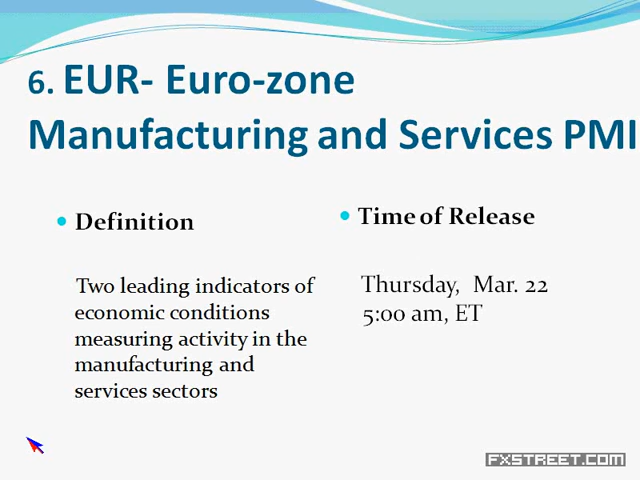 6. EUR- Euro-zone
Manufacturing and Services PMI
Definition
Two leading indicators of
economic conditions
measuring activity in the
manufacturing and
services sectors
Time of Release
Thursday, Mar. 22
5:00 am, ET
FXSTREET.COM